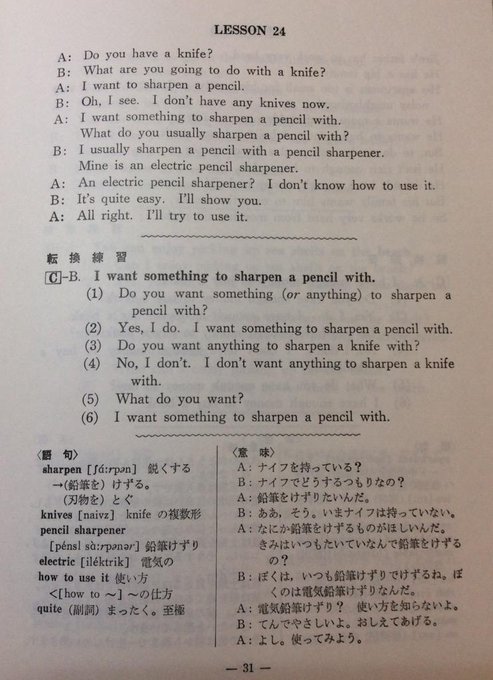 LESSON 24
A: Do you have a knife?
B: What are you going to do with a knife?
A: I want to sharpen a pencil.
B: Oh, I see. I don't have any knives now.
A: I want something to sharpen a pencil with.
What do you usually sharpen a pencil with?
B: I usually sharpen a pencil with a pencil sharpener.
Mine is an electric pencil sharpener.
A: An electric pencil sharpener? I don't know how to use it.
B: It's quite easy. I'll show you.
A: All right. I'll try to use it.
転換練習
[C]-B. I want something to sharpen a pencil with.
(1) Do you want something (or anything) to sharpen a
pencil with?
(2) Yes, I do. I want something to sharpen a pencil with.
(3) Do you want anything to sharpen a knife with?
(4) No, I don't. I don't want anything to sharpen a knife
with.
(5) What do you want?
(6) I want something to sharpen a pencil with.
〈語句〉
sharpen [ʃáːrpən] 鋭くする
→(鉛筆を) けずる。
(刃物を) とぐ
knives [naivz] knife の複数形
pencil sharpener
[pénsl ʃàːrpənər] 鉛筆けずり
electric [iléktrik] 電気の
how to use it 使い方
<[how to ～] ～の仕方
quite (副詞) まったく。至極
〈意味〉
A: ナイフを持っている？
B: ナイフでどうするつもりなの？
A: 鉛筆をけずりたいんだ。
B: ああ，そう。いまナイフは持っていない。
A: なにか鉛筆をけずるものがほしいんだ。
きみはいつもたいていなんで鉛筆をけずる
の？
B: ぼくは，いつも鉛筆けずりでけずるね。ぼ
くのは電気鉛筆けずりなんだ。
A: 電気鉛筆けずり？ 使い方を知らないよ。
B: てんでやさしいよ。おしえてあげる。
A: よし。使ってみよう。
— 31 —